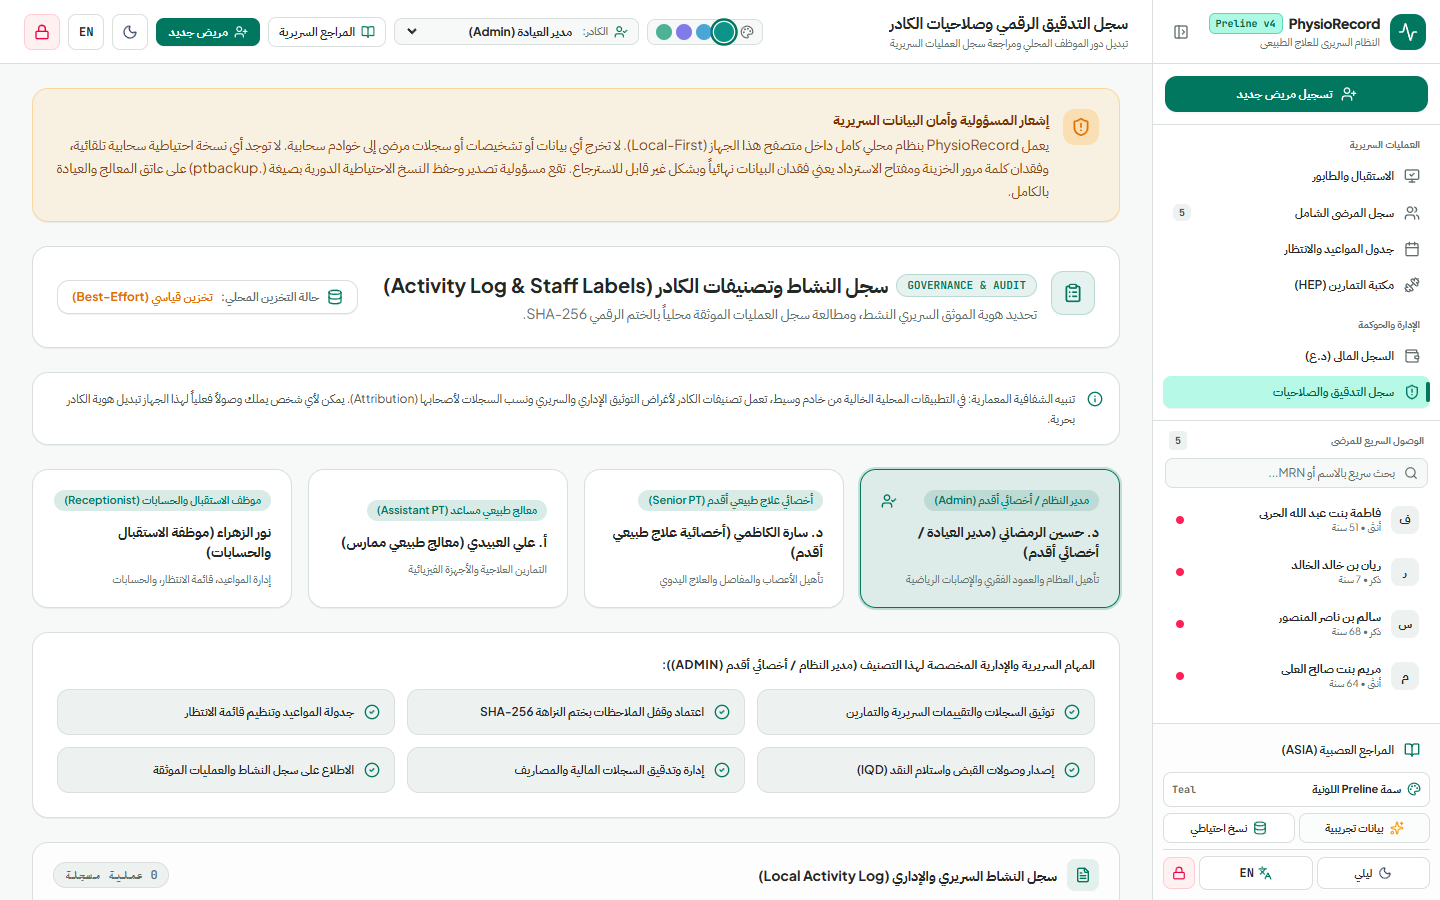 PhysioRecord Preline v4
النظام السريري للعلاج الطبيعي
سجل التدقيق الرقمي وصلاحيات الكادر
تبديل دور الموظف المحلي ومراجعة سجل العمليات السريرية
الكادر: مدير العيادة (Admin)
المراجع السريرية
مريض جديد
EN
تسجيل مريض جديد
العمليات السريرية
الاستقبال والطابور
سجل المرضى الشامل 5
جدول المواعيد والانتظار
مكتبة التمارين (HEP)
الإدارة والحوكمة
السجل المالي (د.ع)
سجل التدقيق والصلاحيات
الوصول السريع للمرضى 5
بحث سريع بالاسم أو MRN...
ف
فاطمة بنت عبد الله الحربي
أنثى • 51 سنة
ر
ريان بن خالد الخالد
ذكر • 7 سنة
س
سالم بن ناصر المنصور
ذكر • 68 سنة
م
مريم بنت صالح العلي
أنثى • 64 سنة
المراجع العصبية (ASIA)
سمة Preline اللونية Teal
بيانات تجريبية
نسخ احتياطي
ليلي
EN
إشعار المسؤولية وأمان البيانات السريرية
يعمل PhysioRecord بنظام محلي كامل داخل متصفح هذا الجهاز (Local-First). لا تخرج أي بيانات أو تشخيصات أو سجلات مرضى إلى خوادم سحابية. لا توجد أي نسخة احتياطية سحابية تلقائية،
وفقدان كلمة مرور الخزينة ومفتاح الاسترداد يعني فقدان البيانات نهائياً وبشكل غير قابل للاسترجاع. تقع مسؤولية تصدير وحفظ النسخ الاحتياطية الدورية بصيغة (.ptbackup) على عاتق المعالج والعيادة
بالكامل.
GOVERNANCE & AUDIT سجل النشاط وتصنيفات الكادر (Activity Log & Staff Labels)
تحديد هوية الموثق السريري النشط، ومطالعة سجل العمليات الموثقة محلياً بالختم الرقمي SHA-256.
حالة التخزين المحلي: تخزين قياسي (Best-Effort)
تنبيه الشفافية المعمارية: في التطبيقات المحلية الخالية من خادم وسيط، تعمل تصنيفات الكادر لأغراض التوثيق الإداري والسريري ونسب السجلات لأصحابها (Attribution). يمكن لأي شخص يملك وصولاً فعلياً لهذا الجهاز تبديل هوية الكادر
بحرية.
مدير النظام / أخصائي أقدم (Admin)
د. حسين الرمضاني (مدير العيادة /
أخصائي أقدم)
تأهيل العظام والعمود الفقري والإصابات الرياضية
أخصائي علاج طبيعي أقدم (Senior PT)
د. سارة الكاظمي (أخصائية علاج طبيعي
أقدم)
تأهيل الأعصاب والمفاصل والعلاج اليدوي
معالج طبيعي مساعد (Assistant PT)
أ. علي العبيدي (معالج طبيعي ممارس)
التمارين العلاجية والأجهزة الفيزيائية
موظف الاستقبال والحسابات (Receptionist)
نور الزهراء (موظفة الاستقبال
والحسابات)
إدارة المواعيد، قائمة الانتظار، والحسابات
المهام السريرية والإدارية المخصصة لهذا التصنيف (مدير النظام / أخصائي أقدم (ADMIN)):
توثيق السجلات والتقييمات السريرية والتمارين
اعتماد وقفل الملاحظات بختم النزاهة SHA-256
جدولة المواعيد وتنظيم قائمة الانتظار
إصدار وصولات القبض واستلام النقد (IQD)
إدارة وتدقيق السجلات المالية والمصاريف
الاطلاع على سجل النشاط والعمليات الموثقة
سجل النشاط السريري والإداري (Local Activity Log)
0 عملية مسجلة